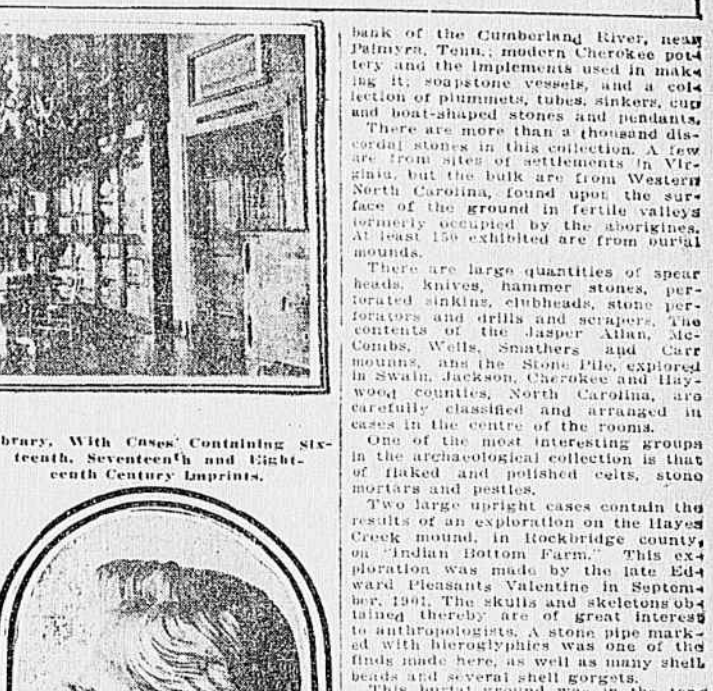 brary, With Cases Containing Six-
teenth, Seventeenth and Eight-
eenth Century Imprints.
bank of the Cumberland River, near
Palmyra, Tenn.; modern Cherokee pot-
tery and the implements used in mak-
ing it; soapstone vessels, and a col-
lection of plummets, tubes, sinkers, cup
and boat-shaped stones and pendants.
There are more than a thousand dis-
cordal stones in this collection. A few
are from sites of settlements in Vir-
ginia, but the bulk are from Western
North Carolina, found upon the sur-
face of the ground in fertile valleys
formerly occupied by the aborigines.
At least 150 exhibited are from burial
mounds.
There are large quantities of spear
heads, knives, hammer stones, per-
forated sinkins, clubheads, stone per-
forators and drills and scrapers. The
contents of the Jasper Allan, Mc-
Combs, Wells, Smathers and Carr
mounns, ans the Stone Pile, explored
in Swain, Jackson, Cherokee and Hay-
wood counties, North Carolina, are
carefully classified and arranged in
cases in the centre of the rooms.
One of the most interesting groups
in the archaeological collection is that
of flaked and polished celts, stone
mortars and pestles.
Two large upright cases contain the
results of an exploration on the Hayes
Creek mound, in Rockbridge county,
on "Indian Bottom Farm." This ex-
ploration was made by the late Ed-
ward Pleasants Valentine in Septem-
ber, 1901. The skulls and skeletons ob-
tained thereby are of great interest
to anthropologists. A stone pipe mark-
ed with hieroglyphics was one of the
finds made here, as well as many shell
beads and several shell gorgets.
This burial ground was in the